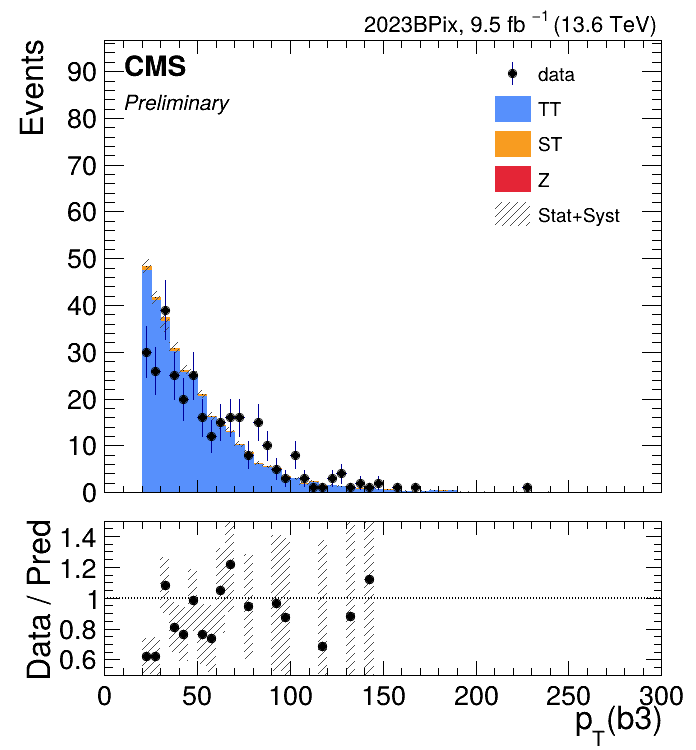 2023BPix, 9.5 fb⁻¹ (13.6 TeV)
CMS
Preliminary
data
TT
ST
Z
Stat+Syst
Events
90
80
70
60
50
40
30
20
10
0
Data / Pred
1.4
1.2
1
0.8
0.6
0 50 100 150 200 250 300
p_T(b3)